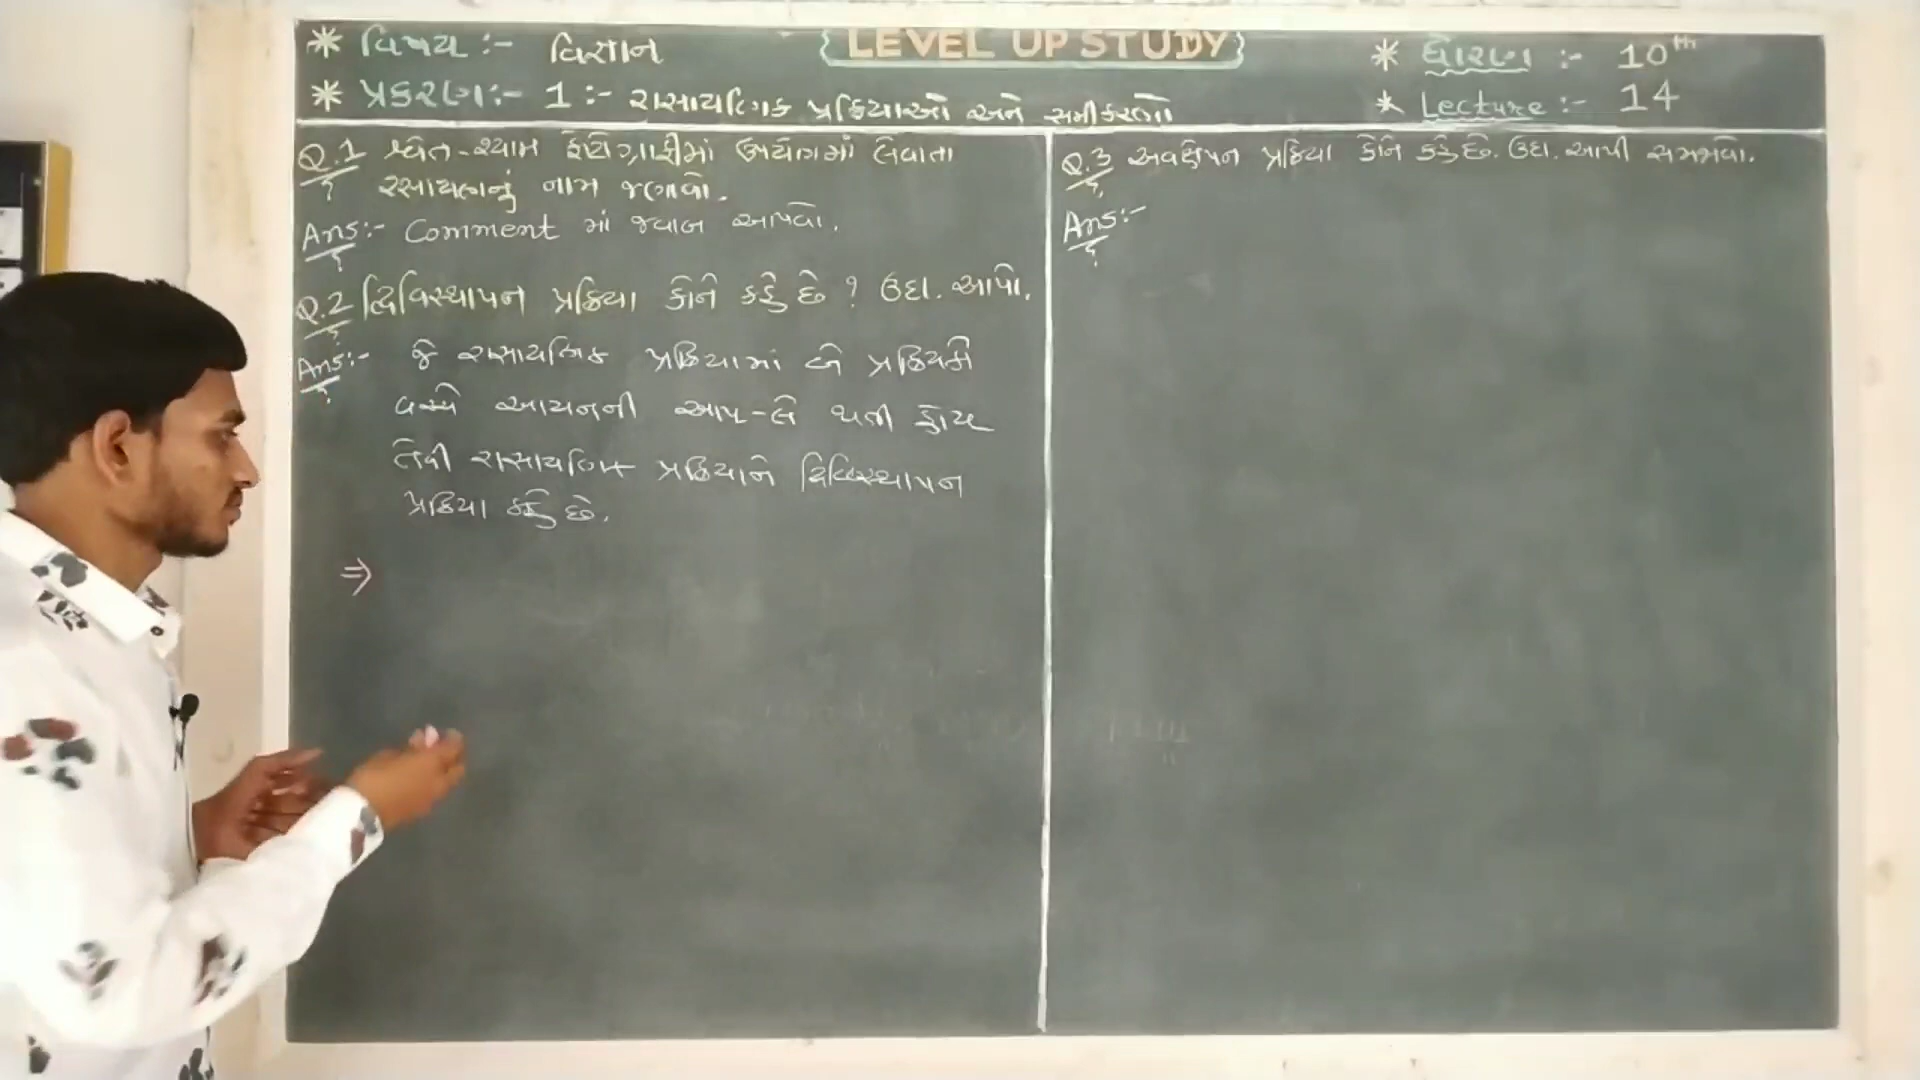 * વિષય :- વિજ્ઞાન
{LEVEL UP STUDY}
* ધોરણ :- 10th
* પ્રકરણ:- 1:- રાસાયણિક પ્રક્રિયાઓ અને સમીકરણો
* Lecture :- 14
Q.1 શ્વેત-શ્યામ ફોટોગ્રાફીમાં ઉપયોગમાં લેવાતા
રસાયણનું નામ જણાવો.
Ans:- Comment માં જવાબ આપવો.
Q.2 દ્વિવિસ્થાપન પ્રક્રિયા કોને કહે છે ? ઉદા. આપો.
Ans:- જે રાસાયણિક પ્રક્રિયામાં બે પ્રક્રિયકો
વચ્ચે આયનની આપ-લે થતી હોય
તેવી રાસાયણિક પ્રક્રિયાને દ્વિવિસ્થાપન
પ્રક્રિયા કહે છે.
⇒
Q.3 અવક્ષેપન પ્રક્રિયા કોને કહે છે. ઉદા. આપી સમજાવો.
Ans:-